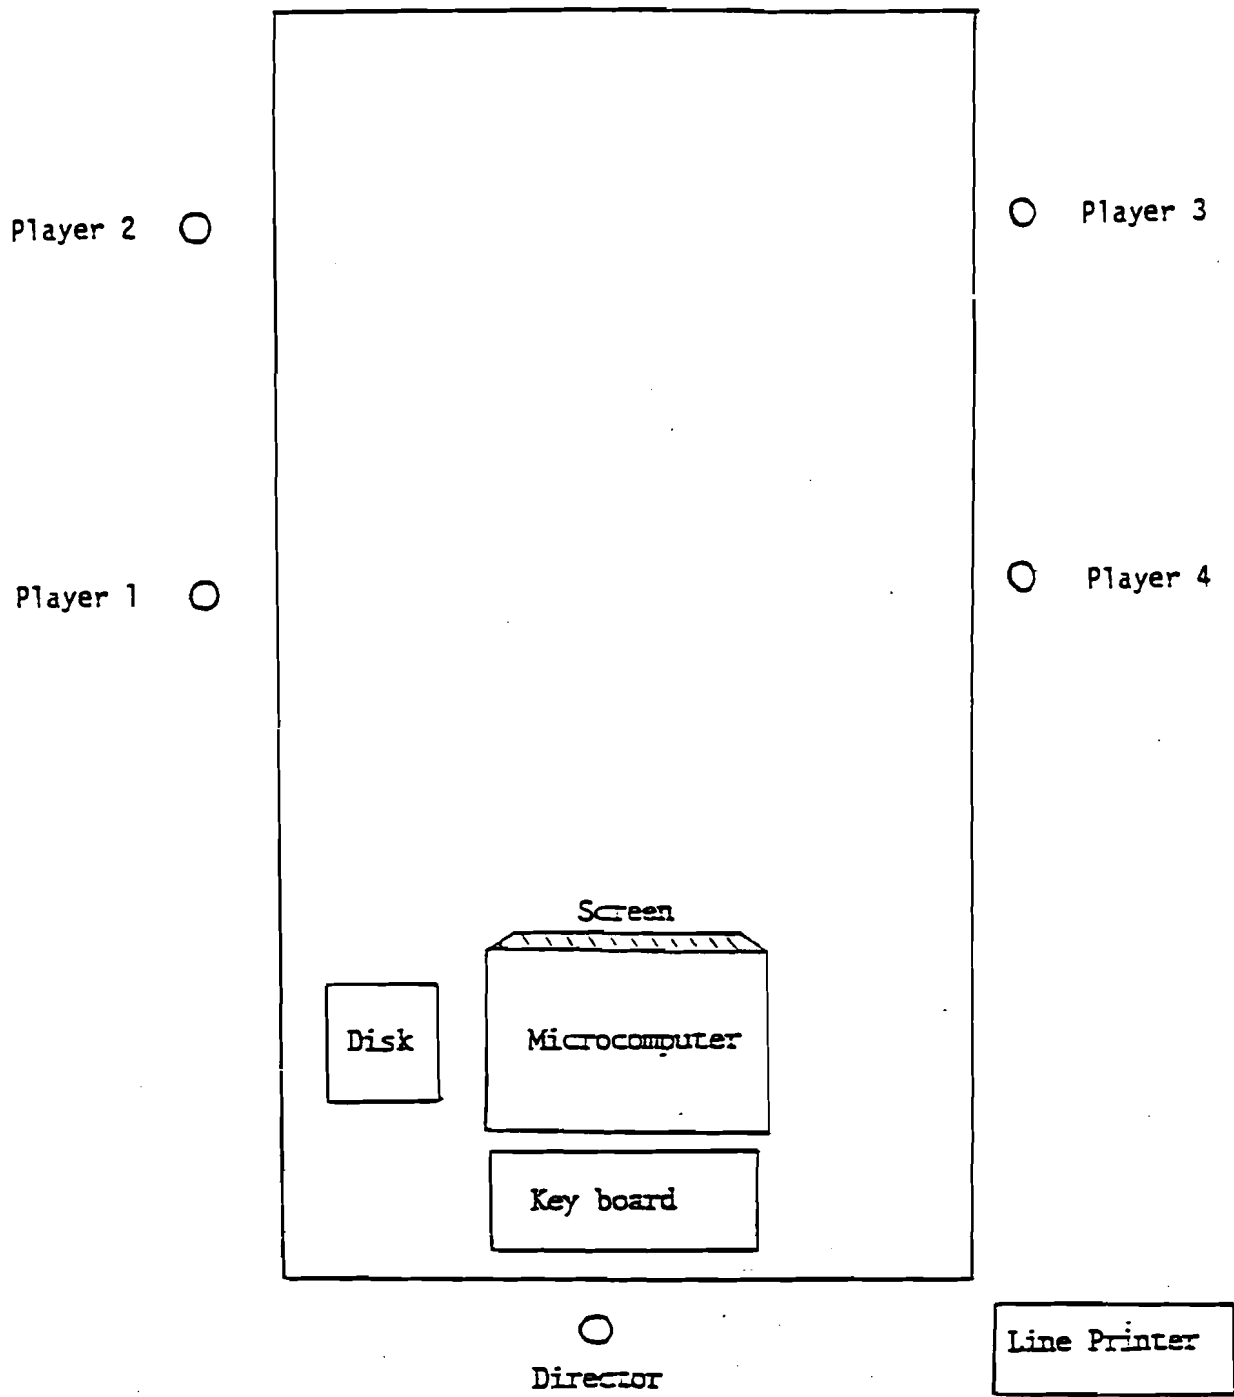 Player 2
Player 3
Player 1
Player 4
Screen
Disk
Microcomputer
Key board
Line Printer
Director